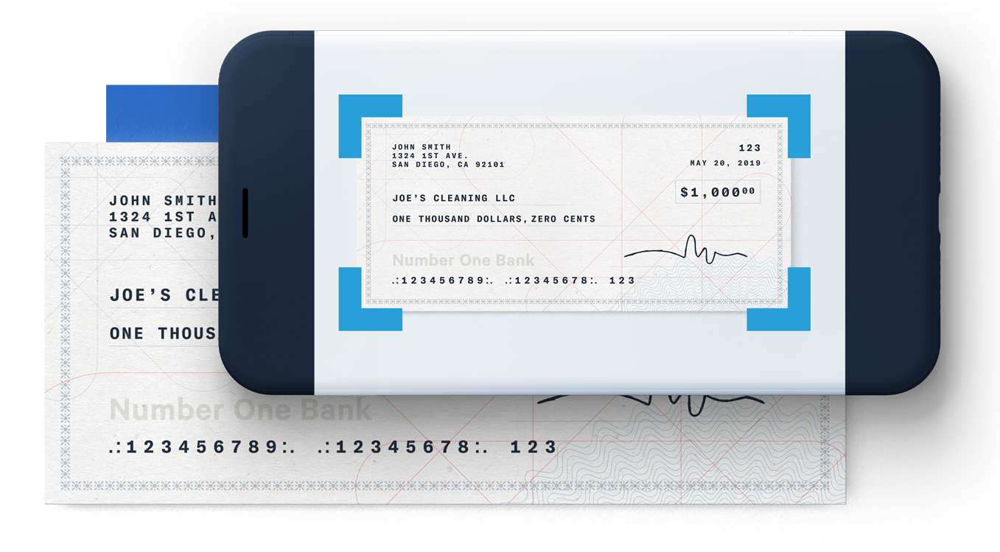 JOHN SMITH
1324 1ST AVE.
SAN DIEGO, CA 92101
123
MAY 20, 2019
$1,000⁰⁰
JOE’S CLEANING LLC
ONE THOUSAND DOLLARS, ZERO CENTS
Number One Bank
.:123456789:. .:12345678:. 123
JOHN SMITH
1324 1ST A
SAN DIEGO,
JOE’S CLE
ONE THOUS
Number One Bank
.:123456789:. .:12345678:. 123